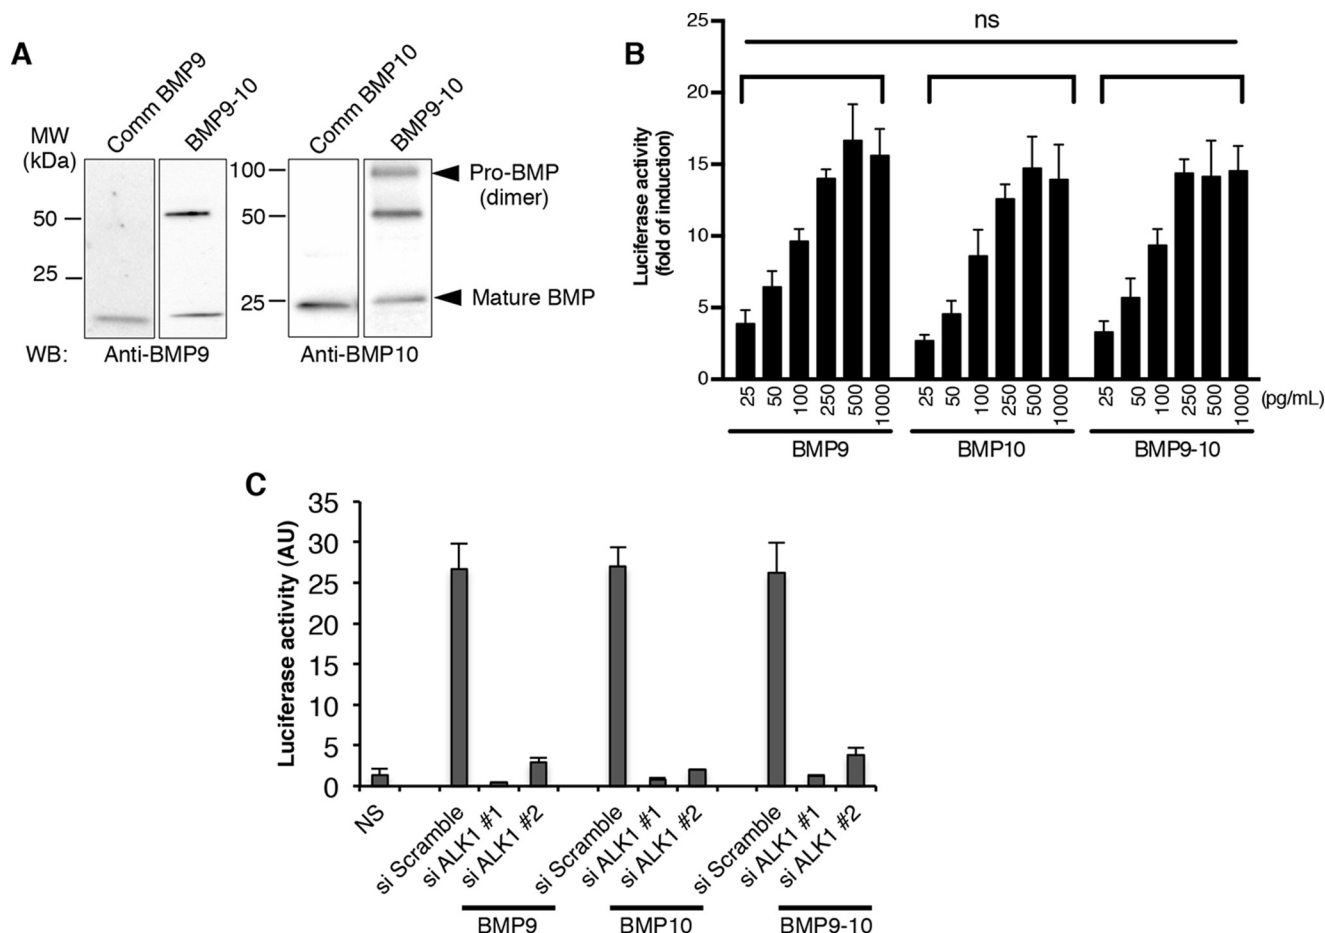 A
Comm BMP9
BMP9-10
Comm BMP10
BMP9-10
MW
(kDa)
50
25
100
50
25
Pro-BMP
(dimer)
Mature BMP
WB:
Anti-BMP9
Anti-BMP10
B
ns
Luciferase activity
(fold of induction)
25
20
15
10
5
0
25 50 100 250 500 1000 25 50 100 250 500 1000 25 50 100 250 500 1000 (pg/mL)
BMP9 BMP10 BMP9-10
C
Luciferase activity (AU)
35
30
25
20
15
10
5
0
NS si Scramble si ALK1 #1 si ALK1 #2 si Scramble si ALK1 #1 si ALK1 #2 si Scramble si ALK1 #1 si ALK1 #2
BMP9 BMP10 BMP9-10